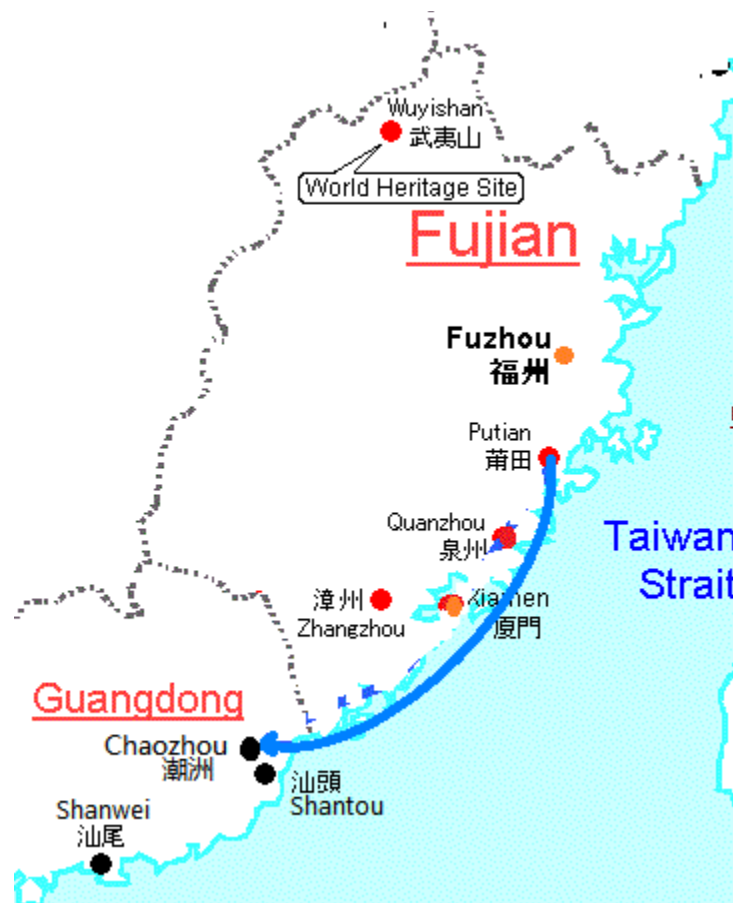 Wuyishan
武夷山
World Heritage Site
Fujian
Fuzhou
福州
Putian
莆田
Quanzhou
泉州
Taiwan
Strait
漳州
Zhangzhou
Xiamen
厦門
Guangdong
Chaozhou
潮洲
汕頭
Shantou
Shanwei
汕尾